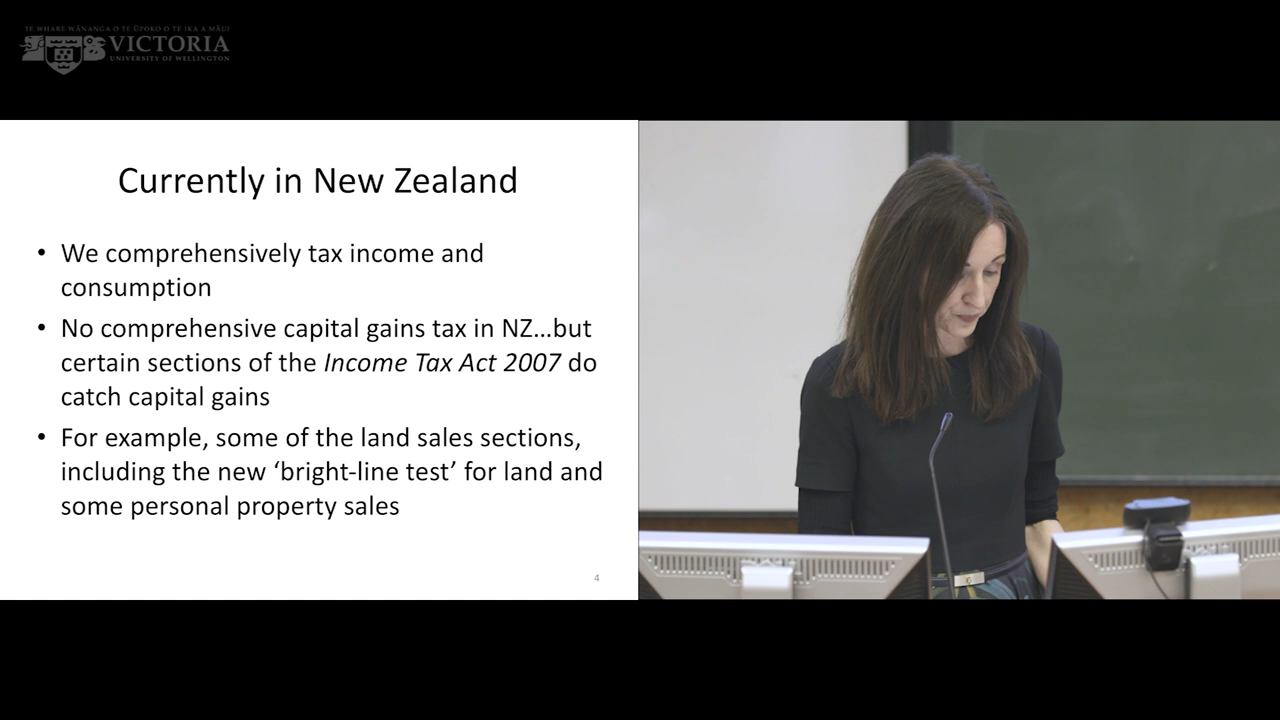 TE WHARE WĀNANGA O TE ŪPOKO O TE IKA A MĀUI
VICTORIA
UNIVERSITY OF WELLINGTON
Currently in New Zealand
• We comprehensively tax income and
consumption
• No comprehensive capital gains tax in NZ…but
certain sections of the Income Tax Act 2007 do
catch capital gains
• For example, some of the land sales sections,
including the new ‘bright-line test’ for land and
some personal property sales
4